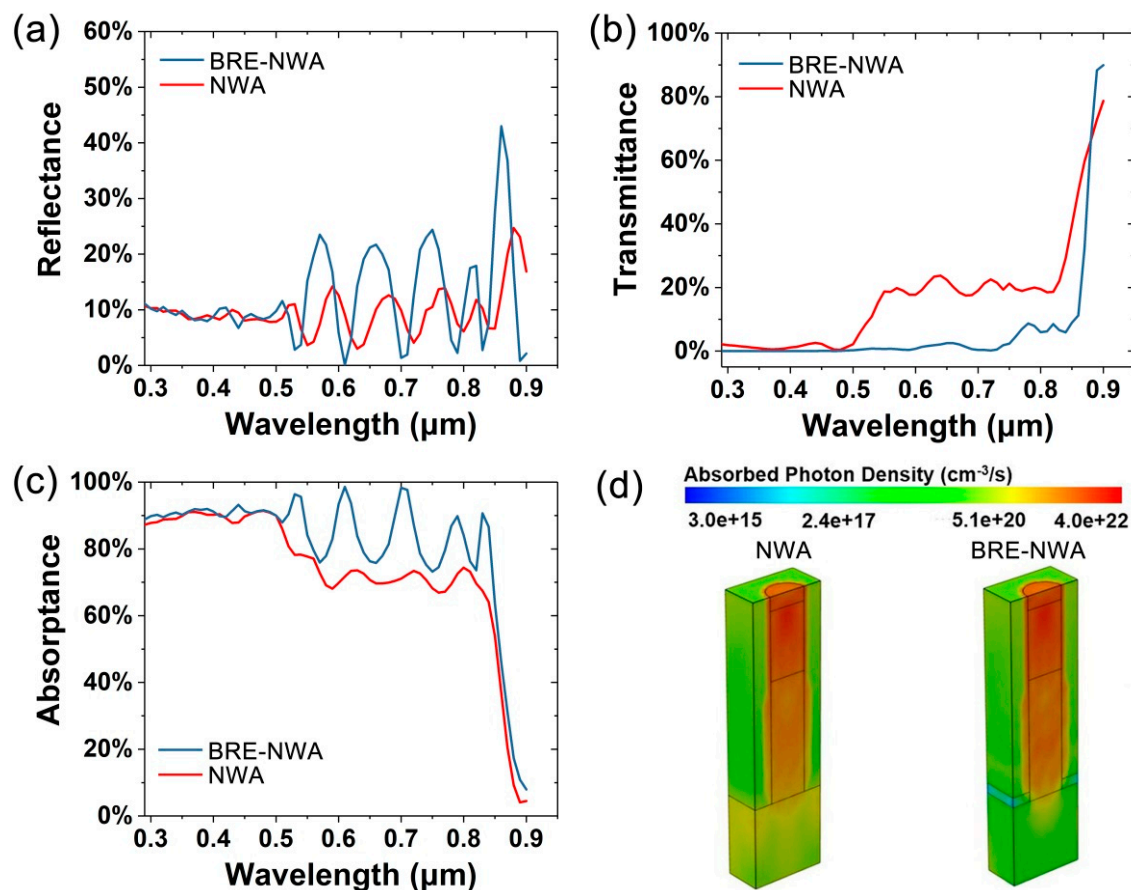 (a)
60%
50%
40%
30%
20%
10%
0%
Reflectance
BRE-NWA
NWA
0.3 0.4 0.5 0.6 0.7 0.8 0.9
Wavelength (µm)
(b)
100%
80%
60%
40%
20%
0%
Transmittance
BRE-NWA
NWA
0.3 0.4 0.5 0.6 0.7 0.8 0.9
Wavelength (µm)
(c)
100%
80%
60%
40%
20%
0%
Absorptance
BRE-NWA
NWA
0.3 0.4 0.5 0.6 0.7 0.8 0.9
Wavelength (µm)
(d)
Absorbed Photon Density (cm⁻³/s)
3.0e+15 2.4e+17 5.1e+20 4.0e+22
NWA BRE-NWA